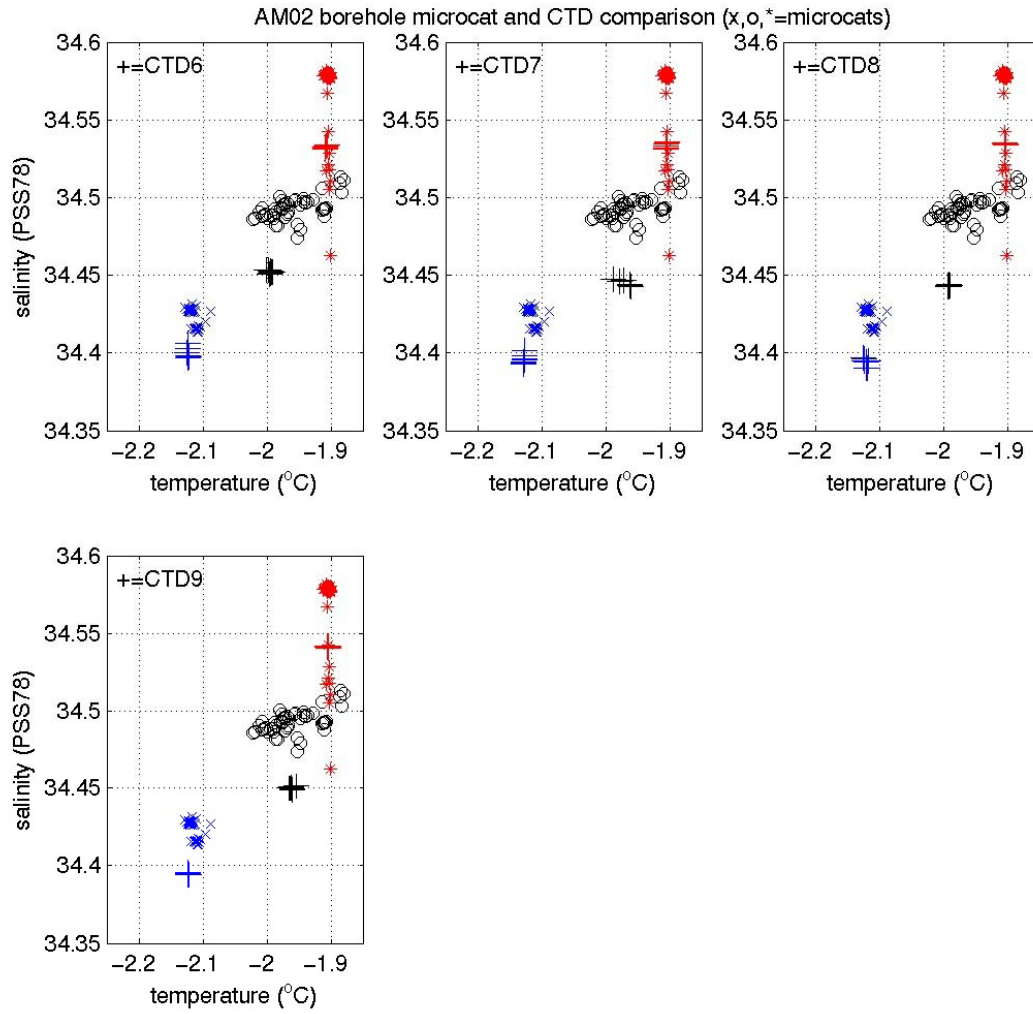 AM02 borehole microcat and CTD comparison (x,o,*=microcats)
34.6
34.55
34.5
34.45
34.4
34.35
salinity (PSS78)
+=CTD6
−2.2 −2.1 −2 −1.9
temperature (°C)
34.6
34.55
34.5
34.45
34.4
34.35
+=CTD7
−2.2 −2.1 −2 −1.9
temperature (°C)
34.6
34.55
34.5
34.45
34.4
34.35
+=CTD8
−2.2 −2.1 −2 −1.9
temperature (°C)
34.6
34.55
34.5
34.45
34.4
34.35
salinity (PSS78)
+=CTD9
−2.2 −2.1 −2 −1.9
temperature (°C)